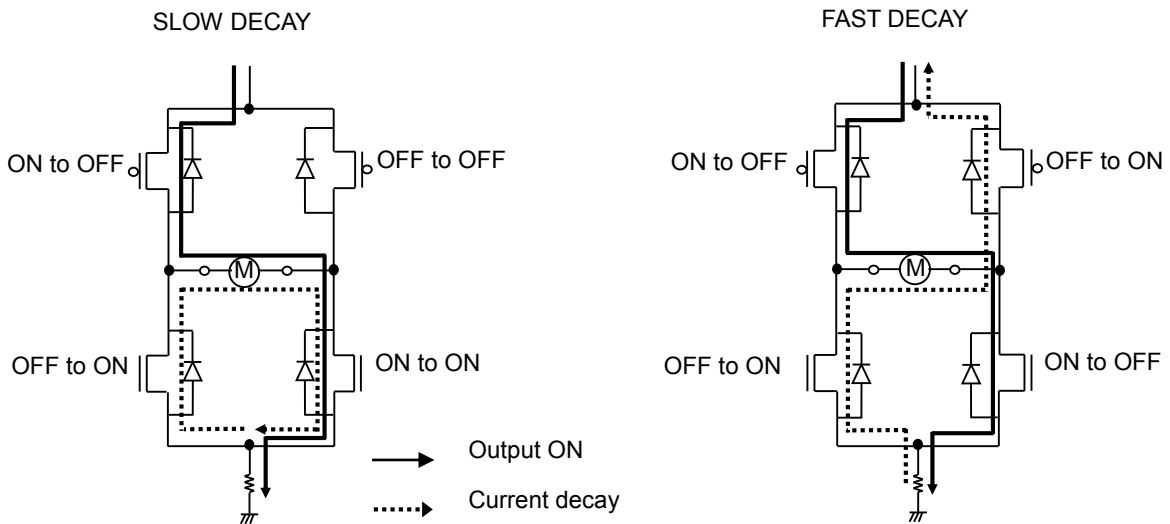 SLOW DECAY
FAST DECAY
ON to OFF
OFF to OFF
ON to OFF
OFF to ON
M
M
OFF to ON
ON to ON
OFF to ON
ON to OFF
Output ON
Current decay